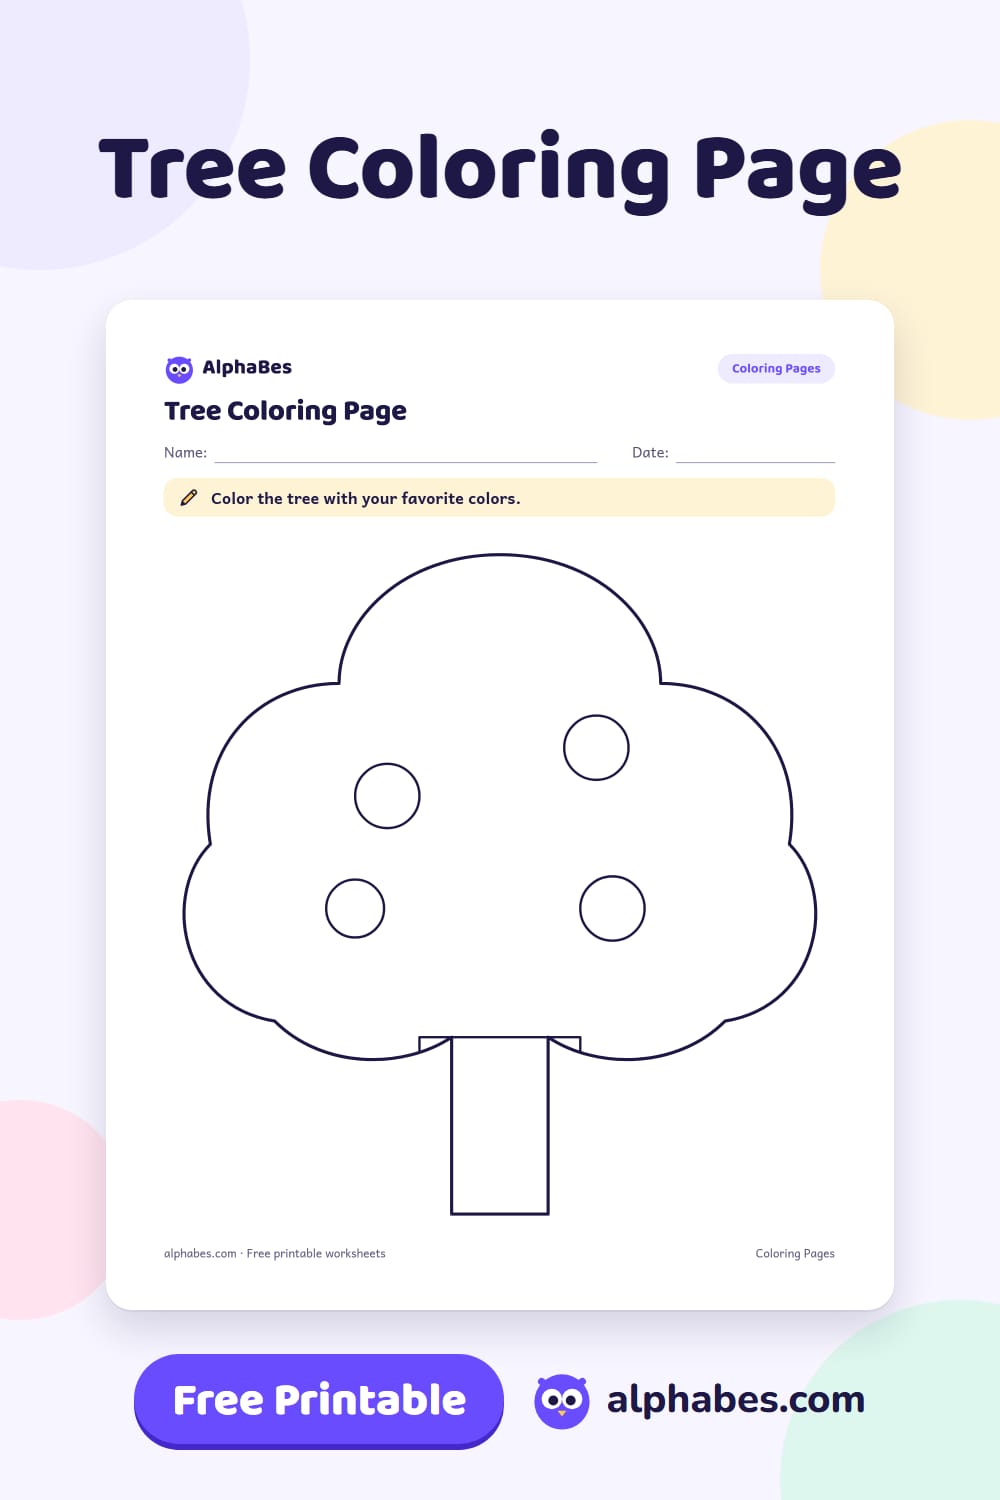 Tree Coloring Page
AlphaBes
Coloring Pages
Tree Coloring Page
Name:
Date:
Color the tree with your favorite colors.
alphabes.com · Free printable worksheets
Coloring Pages
Free Printable
alphabes.com